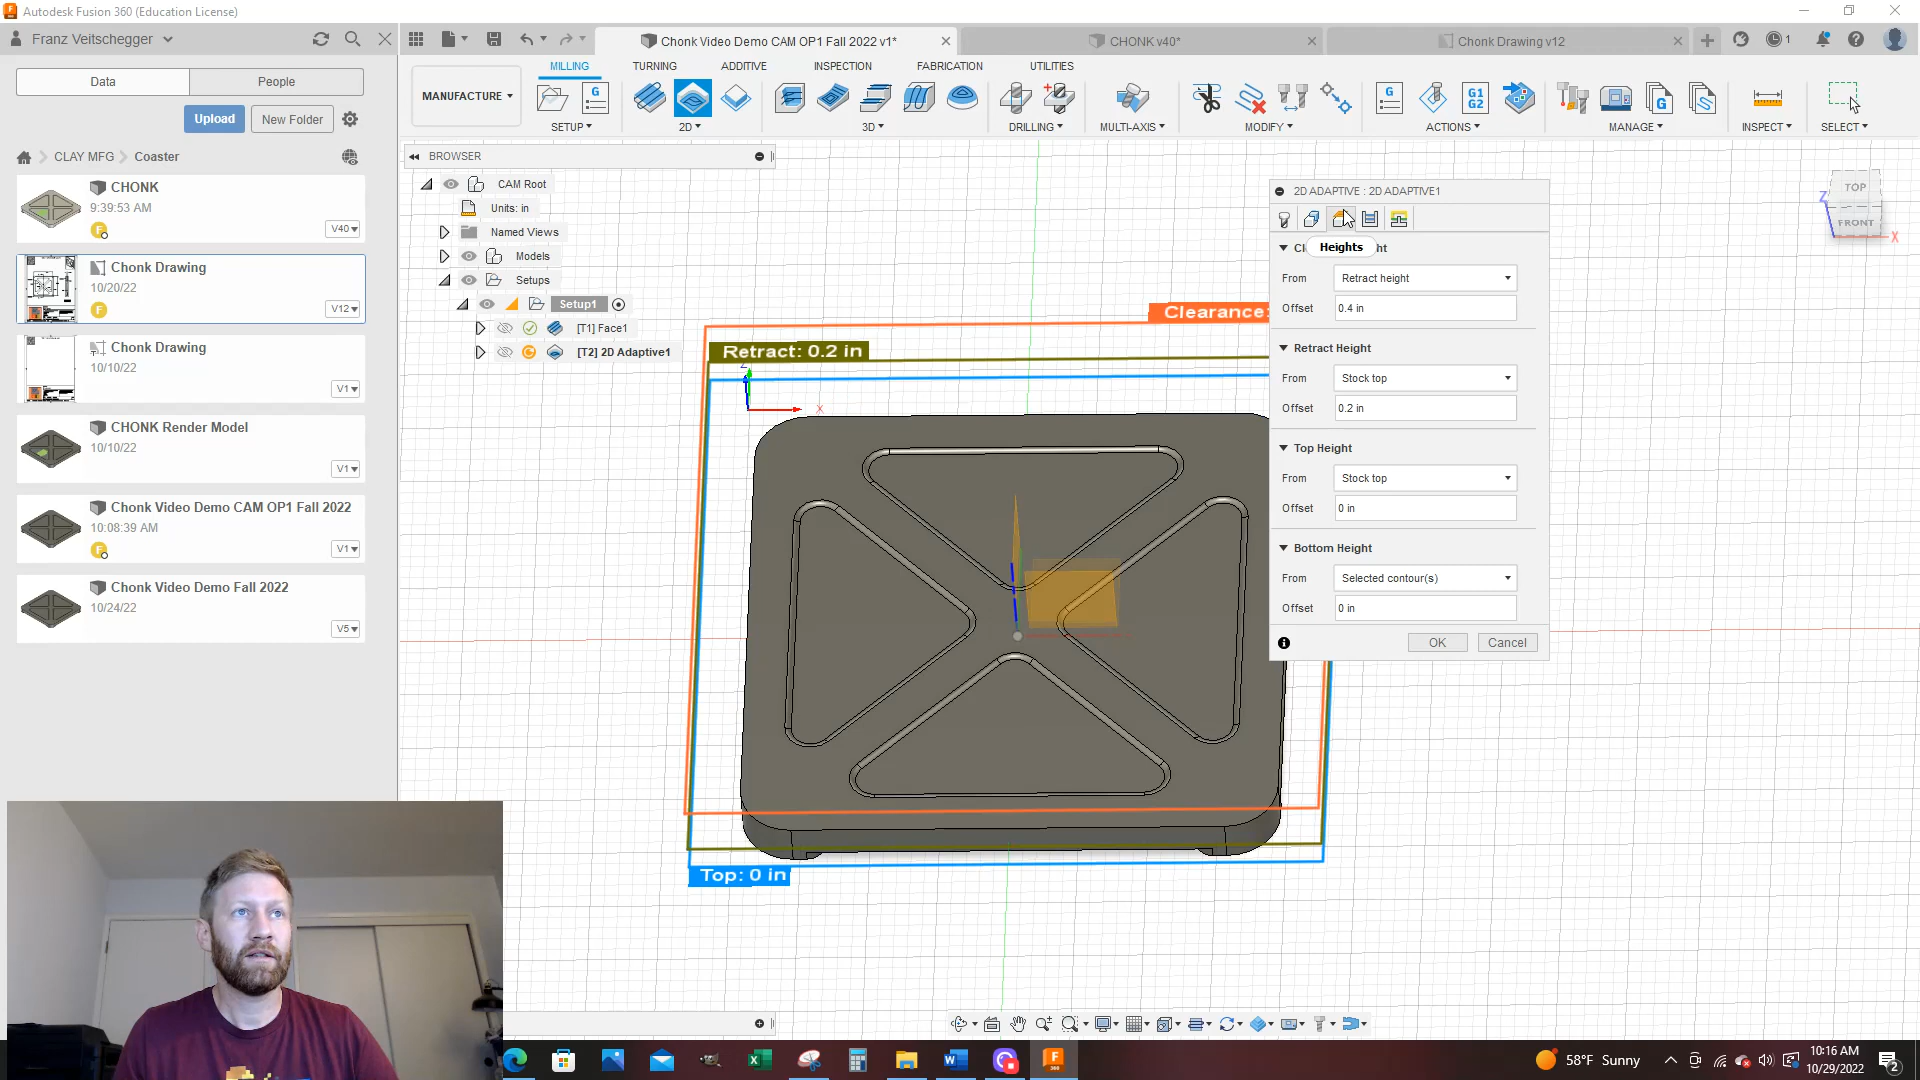 Autodesk Fusion 360 (Education License)
Franz Veitschegger
Chonk Video Demo CAM OP1 Fall 2022 v1*
CHONK v40*
Chonk Drawing v12
1
Data
People
Upload
New Folder
CLAY MFG
Coaster
CHONK
9:39:53 AM
V40
Chonk Drawing
10/20/22
V12
Chonk Drawing
10/10/22
V1
CHONK Render Model
10/10/22
V1
Chonk Video Demo CAM OP1 Fall 2022
10:08:39 AM
V1
Chonk Video Demo Fall 2022
10/24/22
V5
MANUFACTURE
MILLING
TURNING
ADDITIVE
INSPECTION
FABRICATION
UTILITIES
G1
G2
SETUP
2D
3D
DRILLING
MULTI-AXIS
MODIFY
ACTIONS
MANAGE
INSPECT
SELECT
BROWSER
CAM Root
Units: in
Named Views
Models
Setups
Setup1
[T1] Face1
[T2] 2D Adaptive1
Clearance:
Retract: 0.2 in
Top: 0 in
Z
X
TOP
FRONT
Z
X
2D ADAPTIVE : 2D ADAPTIVE1
Heights
From
Retract height
Offset
0.4 in
Retract Height
From
Stock top
Offset
0.2 in
Top Height
From
Stock top
Offset
0 in
Bottom Height
From
Selected contour(s)
Offset
0 in
OK
Cancel
58°F Sunny
10:16 AM
10/29/2022
2